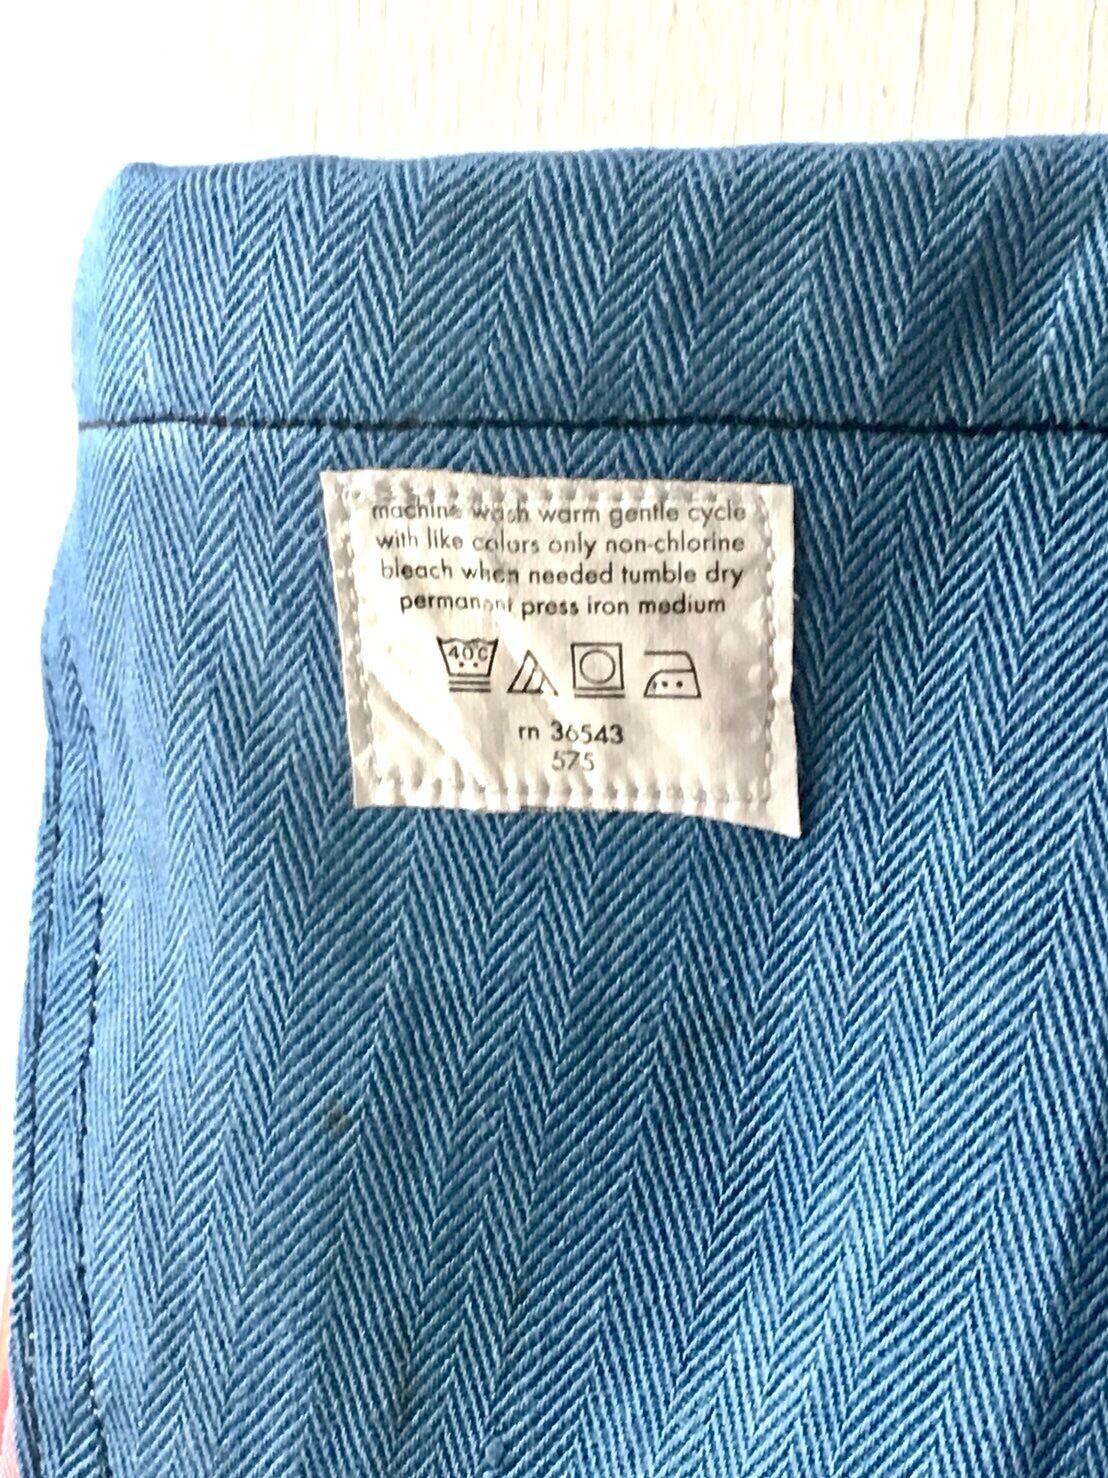 machine wash warm gentle cycle
with like colors only non-chlorine
bleach when needed tumble dry
permanent press iron medium
40C
rn 36543
575